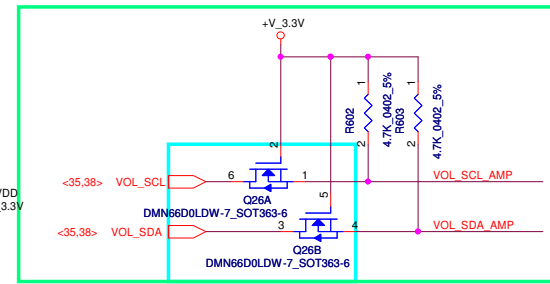 +V_3.3V
1
1
R602
4.7K_0402_5%
R603
4.7K_0402_5%
2
2
2
<35,38> VOL_SCL
6
1
VOL_SCL_AMP
Q26A
DMN66D0LDW-7_SOT363-6
5
VDD
3.3V
<35,38> VOL_SDA
3
4
VOL_SDA_AMP
Q26B
DMN66D0LDW-7_SOT363-6